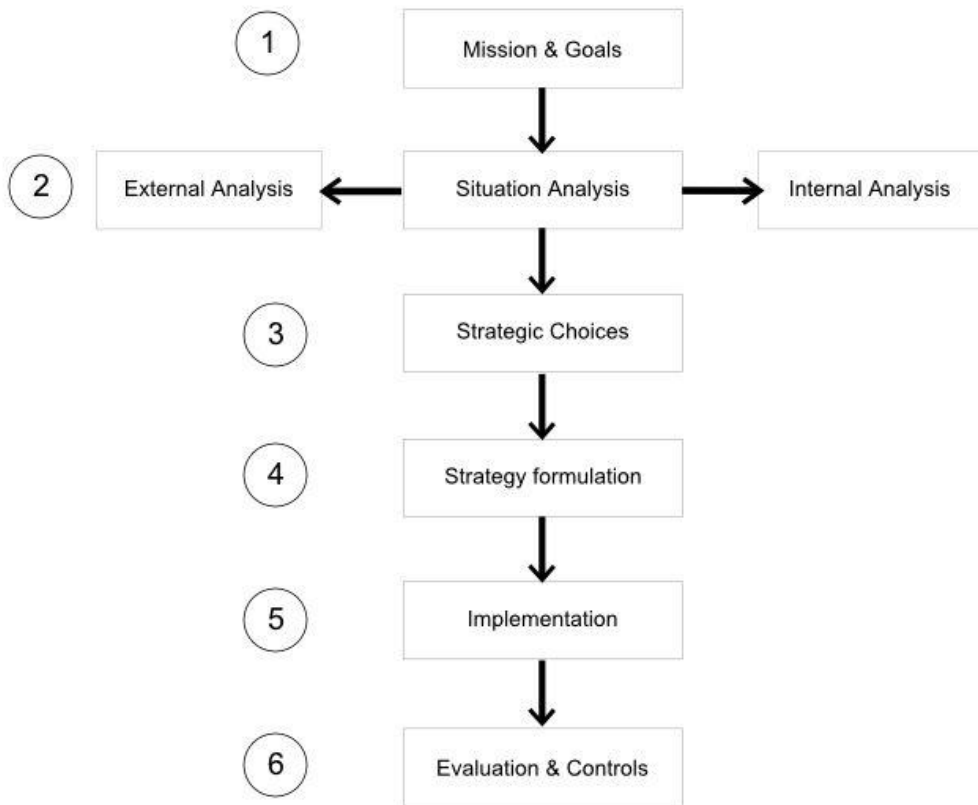 1
Mission & Goals
2
External Analysis
Situation Analysis
Internal Analysis
3
Strategic Choices
4
Strategy formulation
5
Implementation
6
Evaluation & Controls